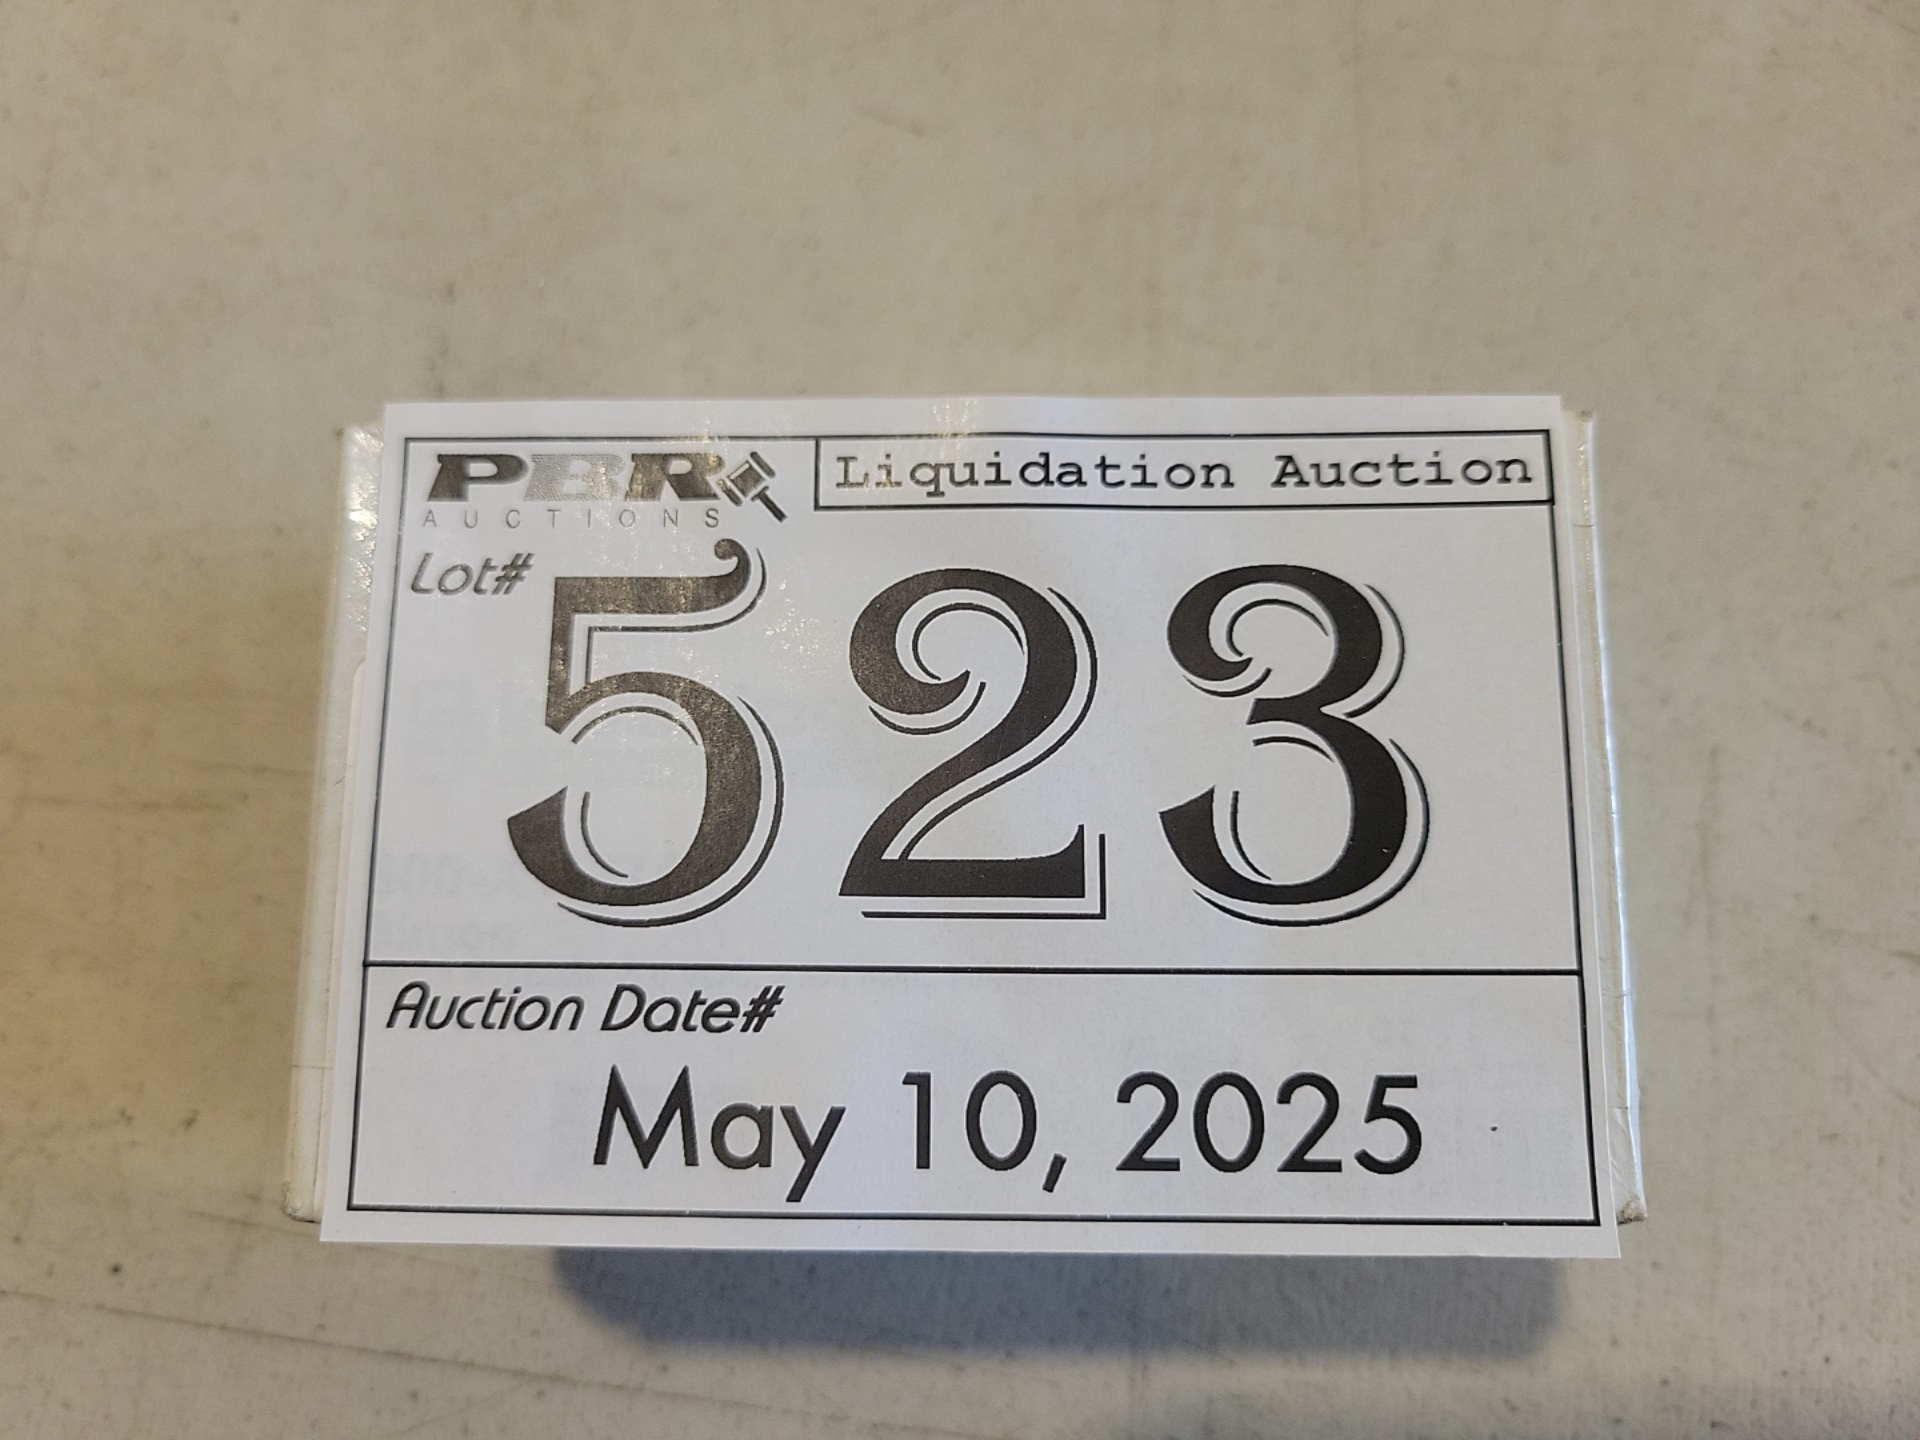 PBR
AUCTIONS
Liquidation Auction
Lot#
523
Auction Date#
May 10, 2025